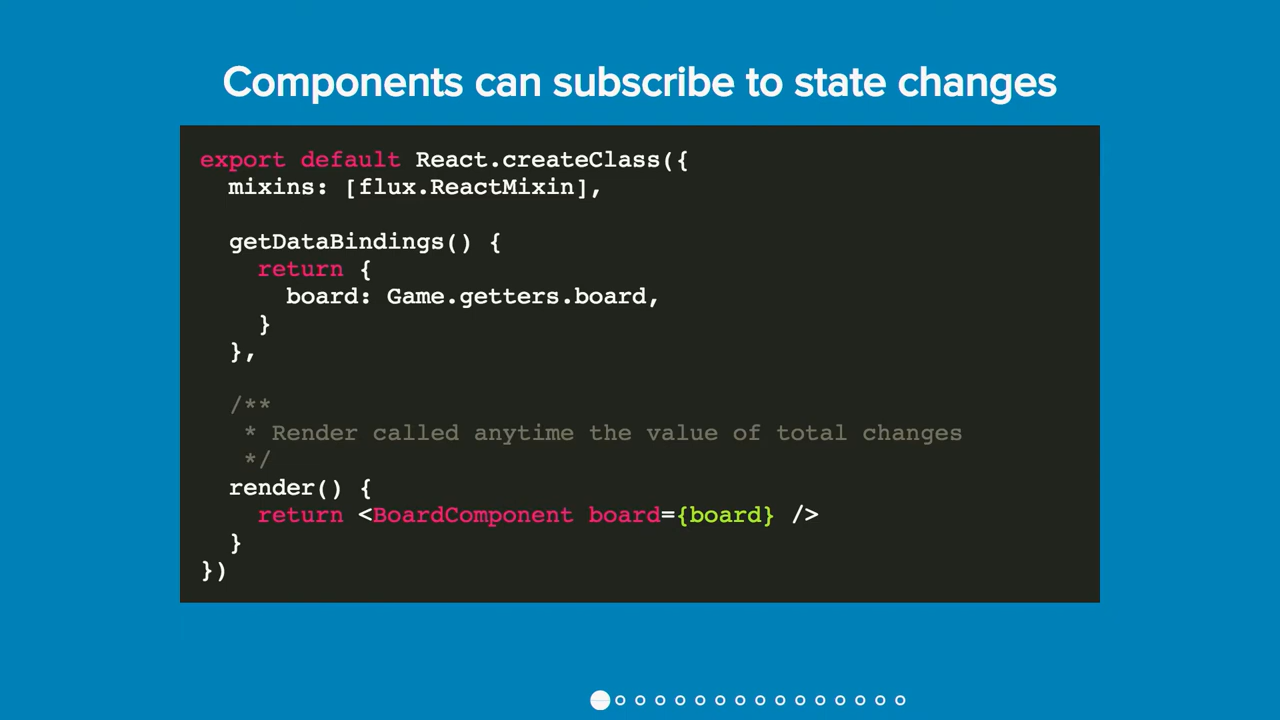 Components can subscribe to state changes
export default React.createClass({
  mixins: [flux.ReactMixin],
  getDataBindings() {
    return {
      board: Game.getters.board,
    }
  },
  /**
   * Render called anytime the value of total changes
   */
  render() {
    return <BoardComponent board={board} />
  }
})